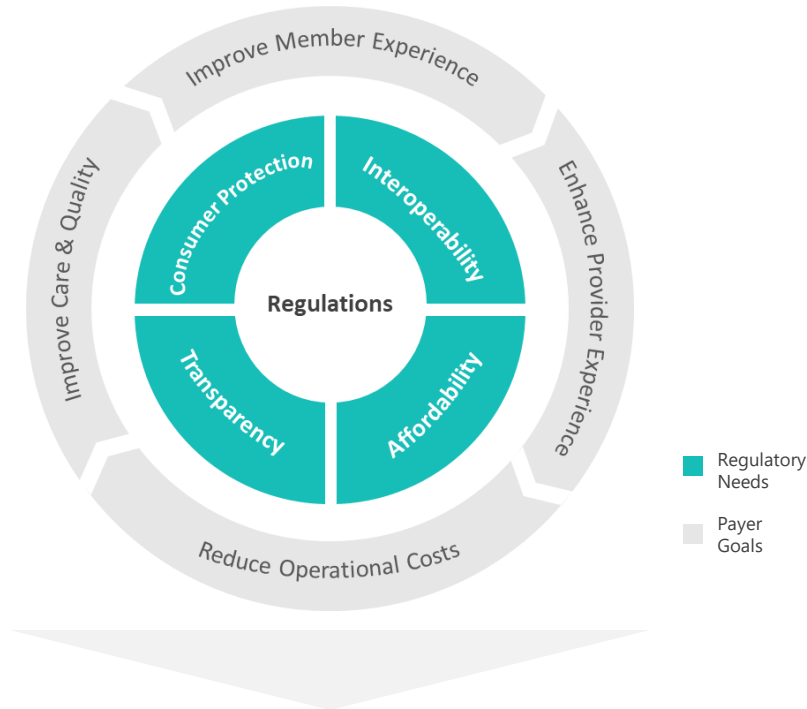 Improve Member Experience
Enhance Provider Experience
Reduce Operational Costs
Improve Care & Quality
Consumer Protection
Interoperability
Affordability
Transparency
Regulations
Regulatory
Needs
Payer
Goals